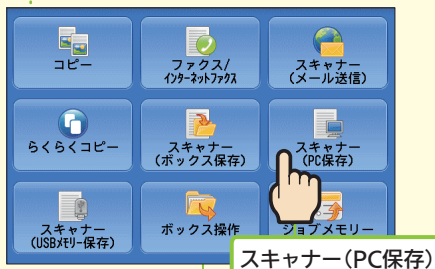 コピー
ファクス/
インターネットファクス
スキャナー
(メール送信)
らくらくコピー
スキャナー
(ボックス保存)
スキャナー
(PC保存)
スキャナー
(USBメモリー保存)
ボックス操作
ジョブメモリー
スキャナー(PC保存)